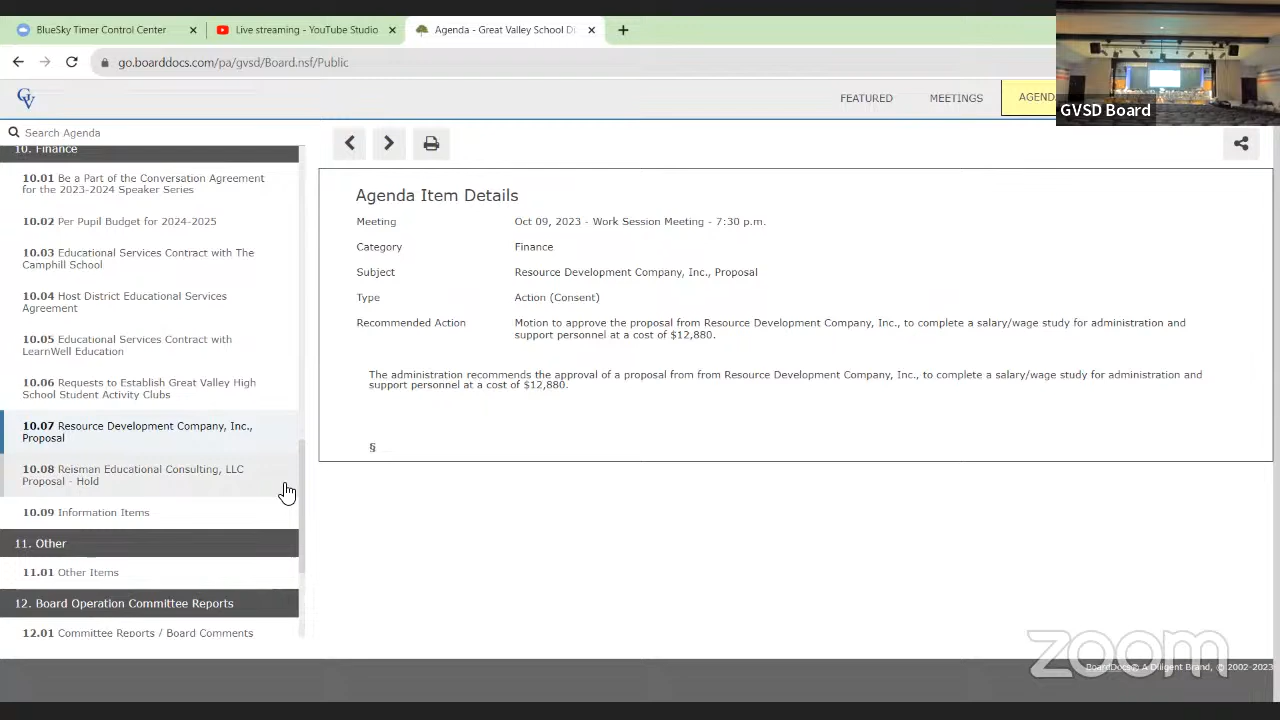 BlueSky Timer Control Center
Live streaming - YouTube Studio
Agenda - Great Valley School Di
go.boarddocs.com/pa/gvsd/Board.nsf/Public
GV
FEATURED
MEETINGS
AGENDA
GVSD Board
Search Agenda
10. Finance
10.01 Be a Part of the Conversation Agreement
for the 2023-2024 Speaker Series
10.02 Per Pupil Budget for 2024-2025
10.03 Educational Services Contract with The
Camphill School
10.04 Host District Educational Services
Agreement
10.05 Educational Services Contract with
LearnWell Education
10.06 Requests to Establish Great Valley High
School Student Activity Clubs
10.07 Resource Development Company, Inc.,
Proposal
10.08 Reisman Educational Consulting, LLC
Proposal - Hold
10.09 Information Items
11. Other
11.01 Other Items
12. Board Operation Committee Reports
12.01 Committee Reports / Board Comments
Agenda Item Details
Meeting Oct 09, 2023 - Work Session Meeting - 7:30 p.m.
Category Finance
Subject Resource Development Company, Inc., Proposal
Type Action (Consent)
Recommended Action Motion to approve the proposal from Resource Development Company, Inc., to complete a salary/wage study for administration and
support personnel at a cost of $12,880.
The administration recommends the approval of a proposal from from Resource Development Company, Inc., to complete a salary/wage study for administration and
support personnel at a cost of $12,880.
§
zoom
BoardDocs® A Diligent Brand, © 2002-2023